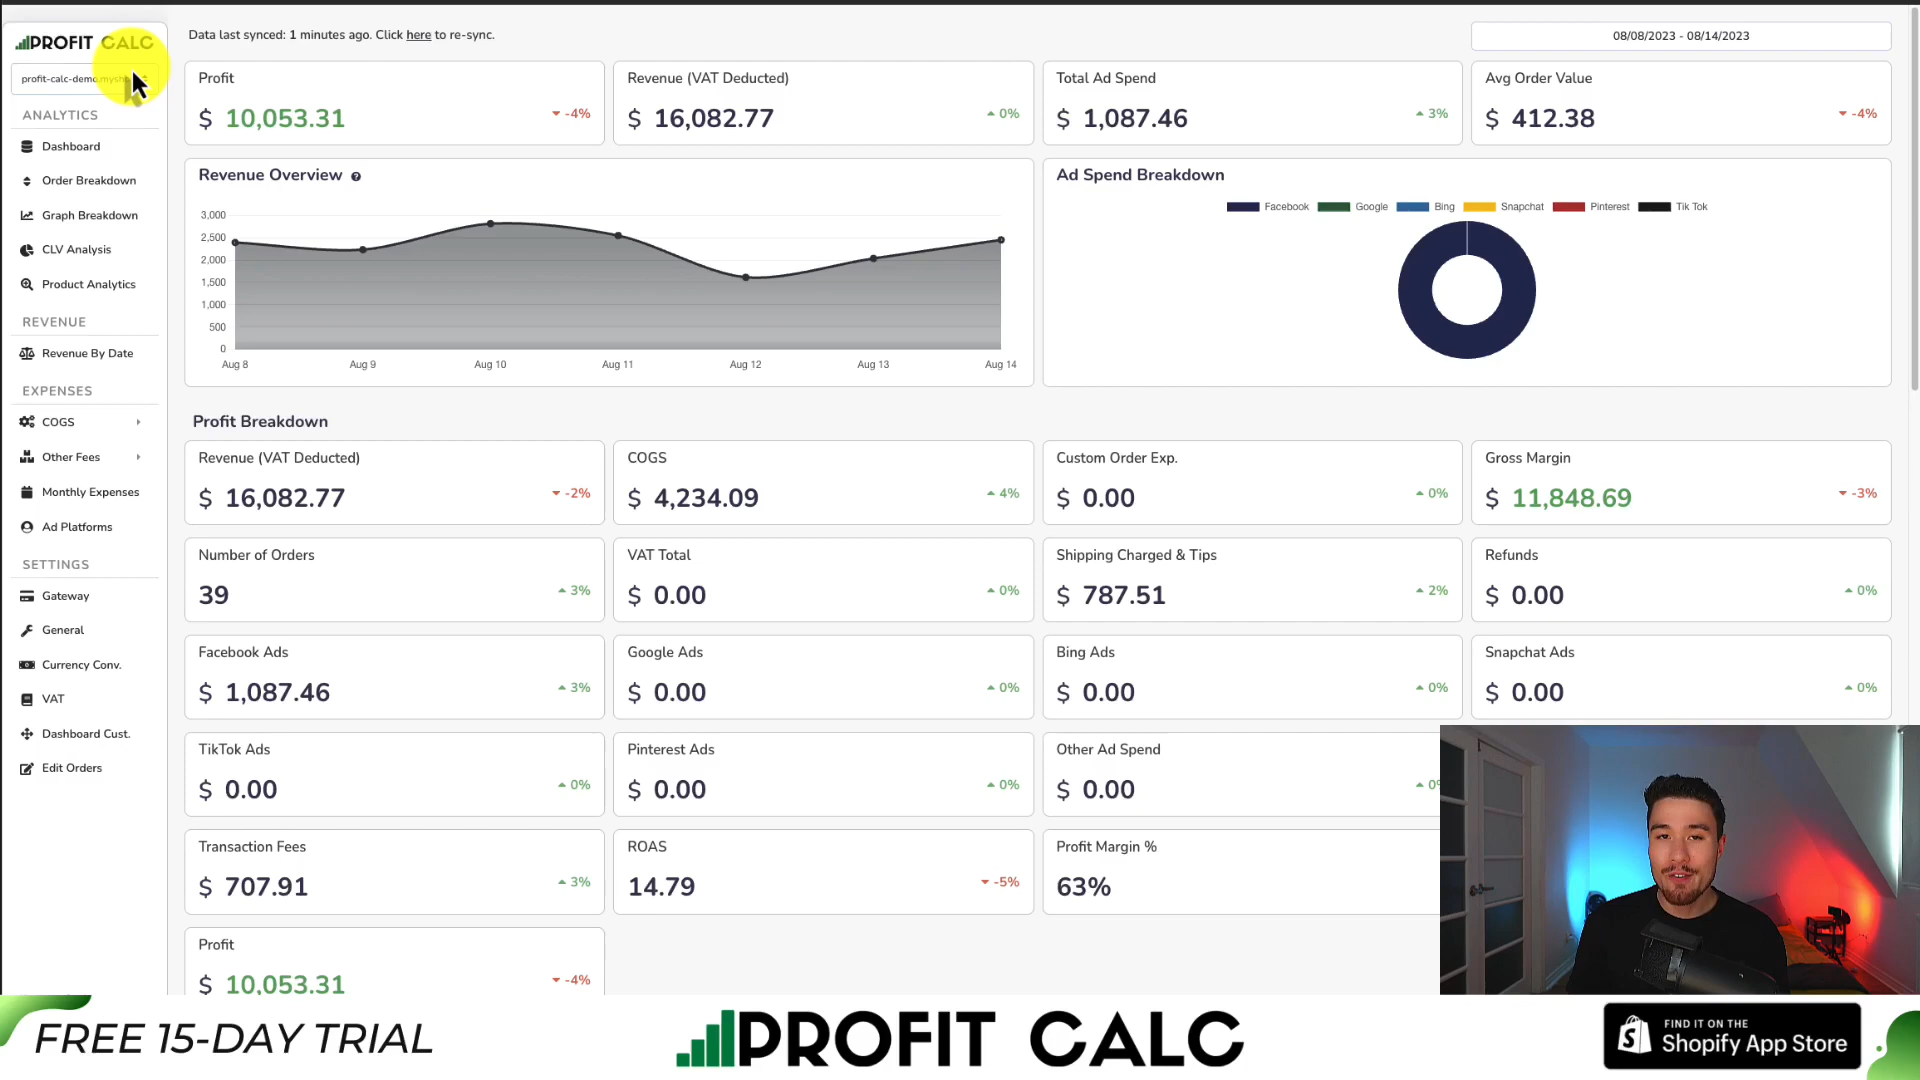 PROFIT CALC
profit-calc-demo.mysh
ANALYTICS
Dashboard
Order Breakdown
Graph Breakdown
CLV Analysis
Product Analytics
REVENUE
Revenue By Date
EXPENSES
COGS
Other Fees
Monthly Expenses
Ad Platforms
SETTINGS
Gateway
General
Currency Conv.
VAT
Dashboard Cust.
Edit Orders
Data last synced: 1 minutes ago. Click here to re-sync.
08/08/2023 - 08/14/2023
Profit
$ 10,053.31
-4%
Revenue (VAT Deducted)
$ 16,082.77
0%
Total Ad Spend
$ 1,087.46
3%
Avg Order Value
$ 412.38
-4%
Revenue Overview
3,000
2,500
2,000
1,500
1,000
500
0
Aug 8 Aug 9 Aug 10 Aug 11 Aug 12 Aug 13 Aug 14
Ad Spend Breakdown
Facebook Google Bing Snapchat Pinterest Tik Tok
Profit Breakdown
Revenue (VAT Deducted)
$ 16,082.77
-2%
COGS
$ 4,234.09
4%
Custom Order Exp.
$ 0.00
0%
Gross Margin
$ 11,848.69
-3%
Number of Orders
39
3%
VAT Total
$ 0.00
0%
Shipping Charged & Tips
$ 787.51
2%
Refunds
$ 0.00
0%
Facebook Ads
$ 1,087.46
3%
Google Ads
$ 0.00
0%
Bing Ads
$ 0.00
0%
Snapchat Ads
$ 0.00
0%
TikTok Ads
$ 0.00
0%
Pinterest Ads
$ 0.00
0%
Other Ad Spend
$ 0.00
Transaction Fees
$ 707.91
3%
ROAS
14.79
-5%
Profit Margin %
63%
Profit
$ 10,053.31
-4%
FREE 15-DAY TRIAL
PROFIT CALC
FIND IT ON THE
Shopify App Store